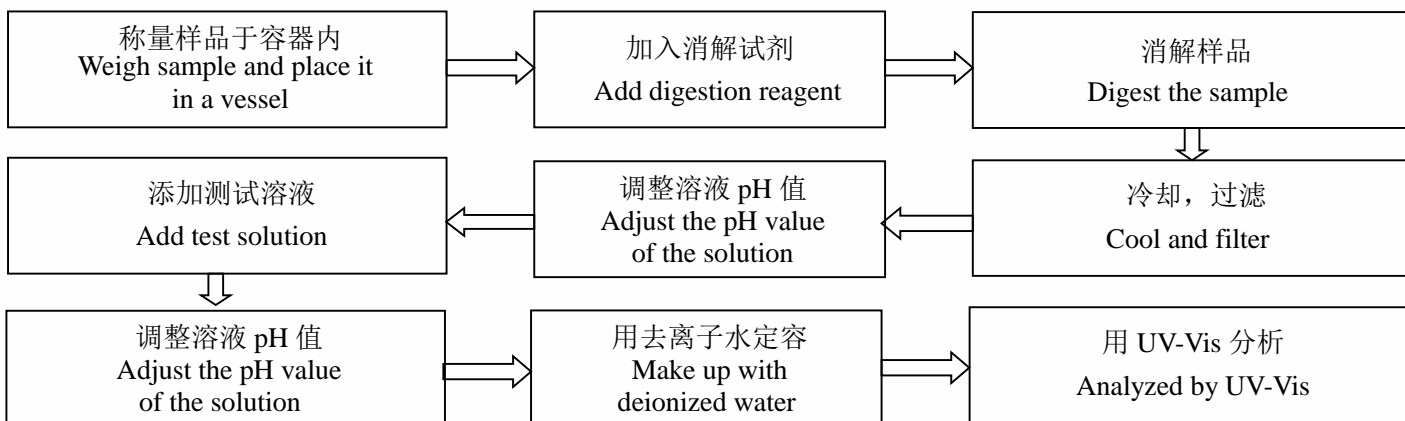 称量样品于容器内
Weigh sample and place it
in a vessel
加入消解试剂
Add digestion reagent
消解样品
Digest the sample
冷却，过滤
Cool and filter
调整溶液 pH 值
Adjust the pH value
of the solution
添加测试溶液
Add test solution
调整溶液 pH 值
Adjust the pH value
of the solution
用去离子水定容
Make up with
deionized water
用 UV-Vis 分析
Analyzed by UV-Vis